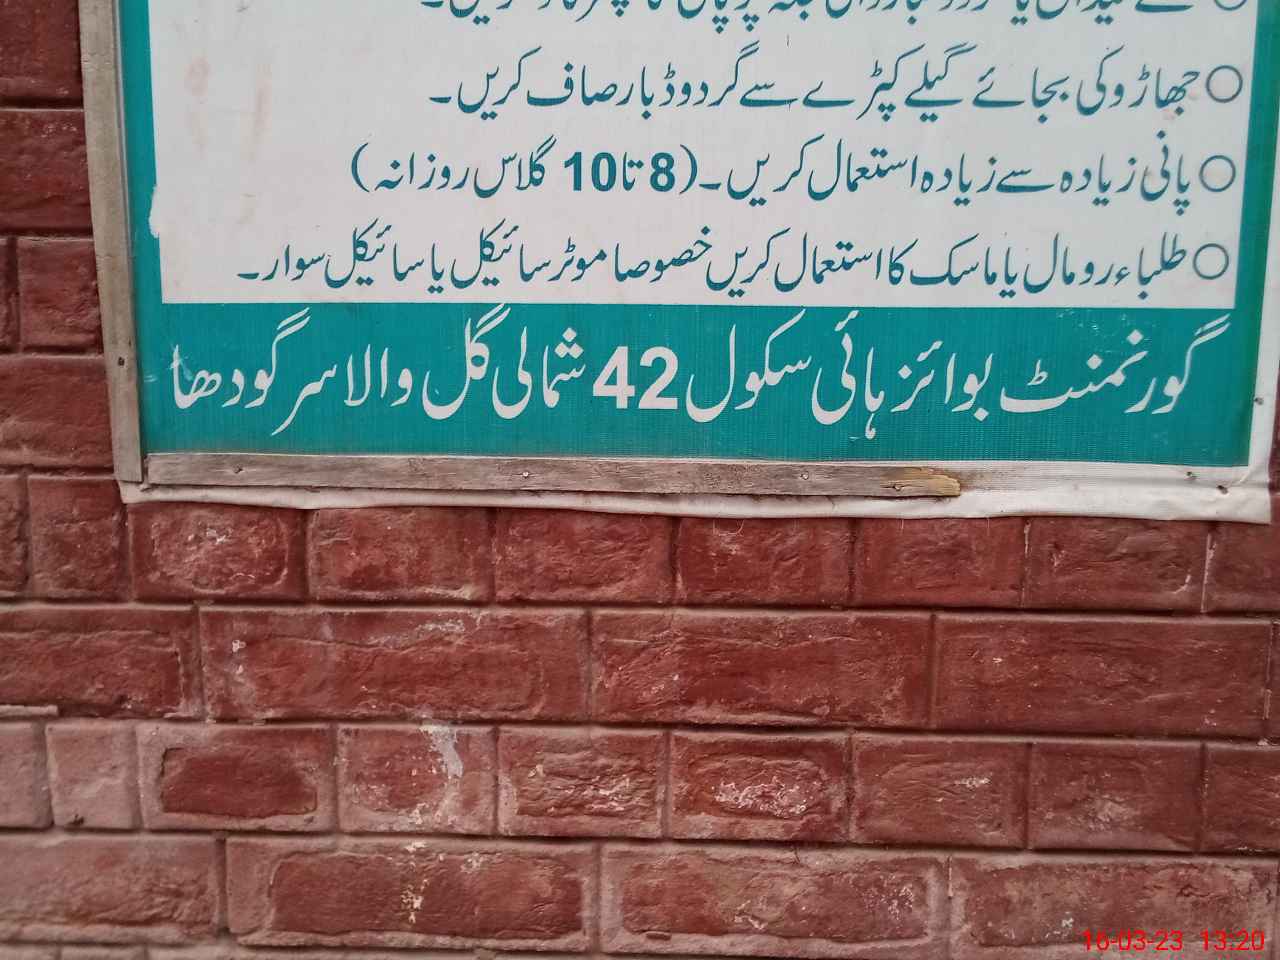 جھاڑو کی بجائے گیلے کپڑے سے گردوڈبار صاف کریں۔
پانی زیادہ سے زیادہ استعمال کریں۔ (8 تا 10 گلاس روزانہ)
طلباء رومال یا ماسک کا استعمال کریں خصوصا موٹر سائیکل یا سائیکل سوار۔
گورنمنٹ بوائز ہائی سکول 42 شمالی گل والا سرگودھا
16-03-23 13:20